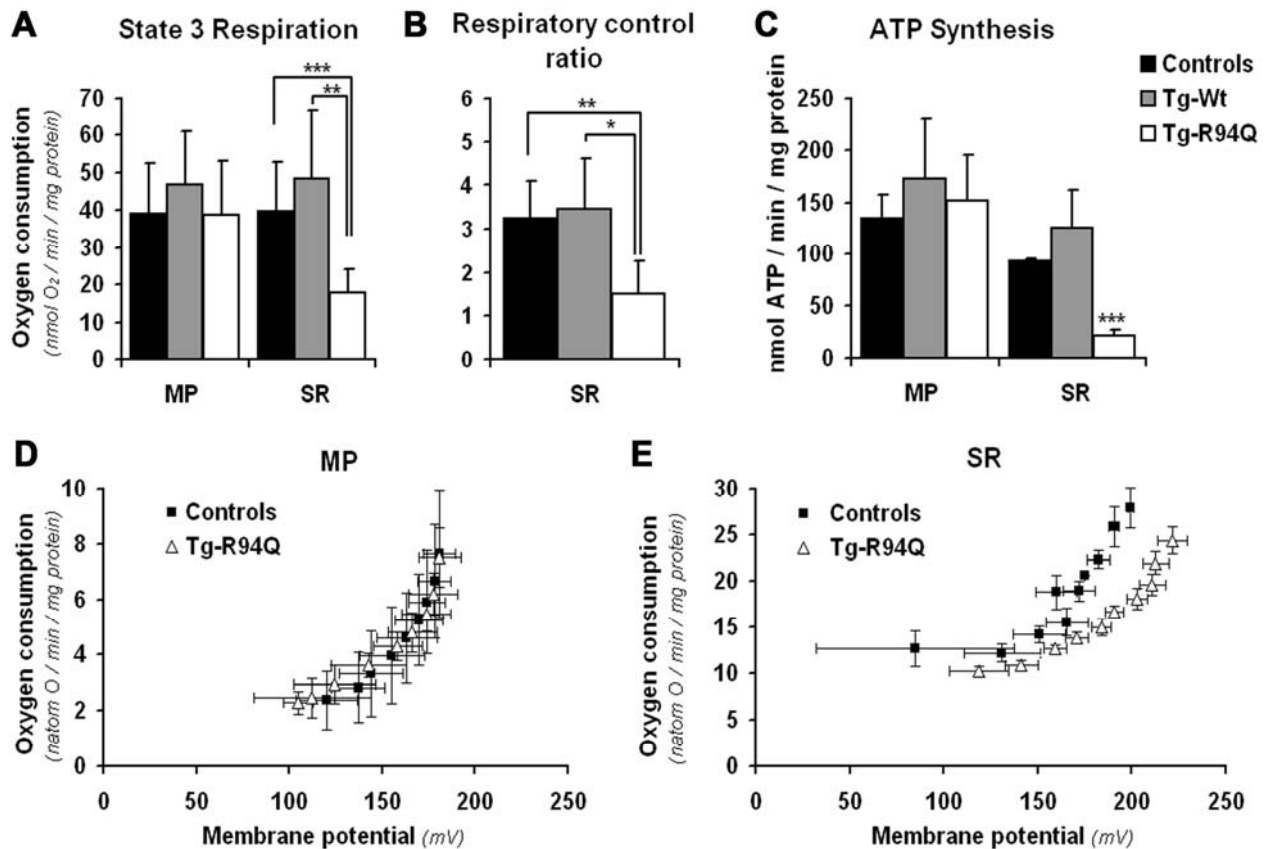 A State 3 Respiration
Oxygen consumption
(nmol O₂ / min / mg protein)
70
60
50
40
30
20
10
0
***
**
MP SR
B Respiratory control
ratio
6
5
4
3
2
1
0
**
*
SR
C ATP Synthesis
nmol ATP / min / mg protein
250
200
150
100
50
0
***
MP SR
Controls
Tg-Wt
Tg-R94Q
D MP
Oxygen consumption
(natom O / min / mg protein)
10
8
6
4
2
0
Controls
Tg-R94Q
0 50 100 150 200 250
Membrane potential (mV)
E SR
Oxygen consumption
(natom O / min / mg protein)
30
25
20
15
10
5
0
Controls
Tg-R94Q
0 50 100 150 200 250
Membrane potential (mV)